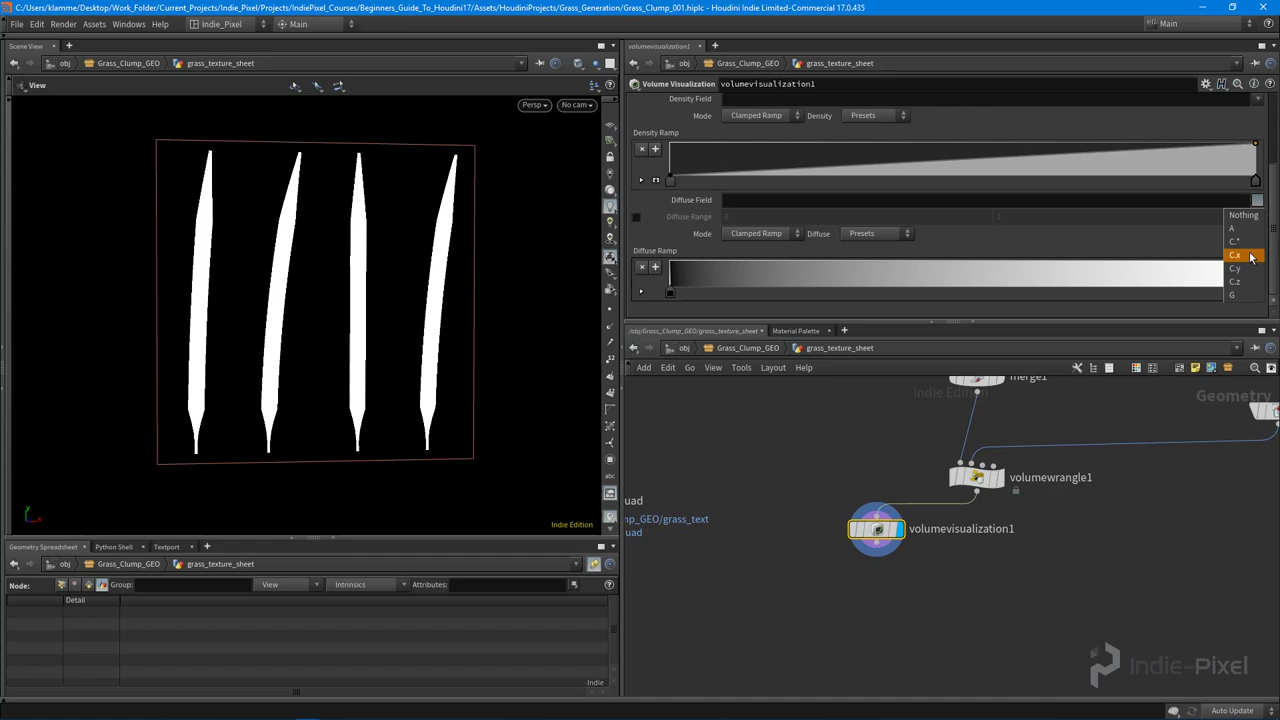 C:/Users/klamme/Desktop/Work_Folder/Current_Projects/Projects/IndiePixel_Courses/Beginners_Guide_To_Houdini17/Assets/HoudiniProjects/Grass_Generation/Grass_Clump_001.hiplc - Houdini Indie Limited-Commercial 17.0.435
File Edit Render Assets Windows Help Indie_Pixel Main
Main
Scene View
obj Grass_Clump_GEO grass_texture_sheet
View
Persp No cam
Indie Edition
Geometry Spreadsheet Python Shell Textport
obj Grass_Clump_GEO grass_texture_sheet
Node: Group: View Intrinsics Attributes:
Detail
Indie
volumevisualization1
obj Grass_Clump_GEO grass_texture_sheet
Volume Visualization volumevisualization1
Density Field
Mode Clamped Ramp Density Presets
Density Ramp
Diffuse Field
Diffuse Range
Mode Clamped Ramp Diffuse Presets
Diffuse Ramp
Nothing
A
C.*
C.x
C.y
C.z
G
/obj/Grass_Clump_GEO/grass_texture_sheet Material Palette
obj Grass_Clump_GEO grass_texture_sheet
Add Edit Go View Tools Layout Help
merge1
Indie Edition
Geometry
volumewrangle1
uad
mp_GEO/grass_text
uad
volumevisualization1
Indie-Pixel
Auto Update